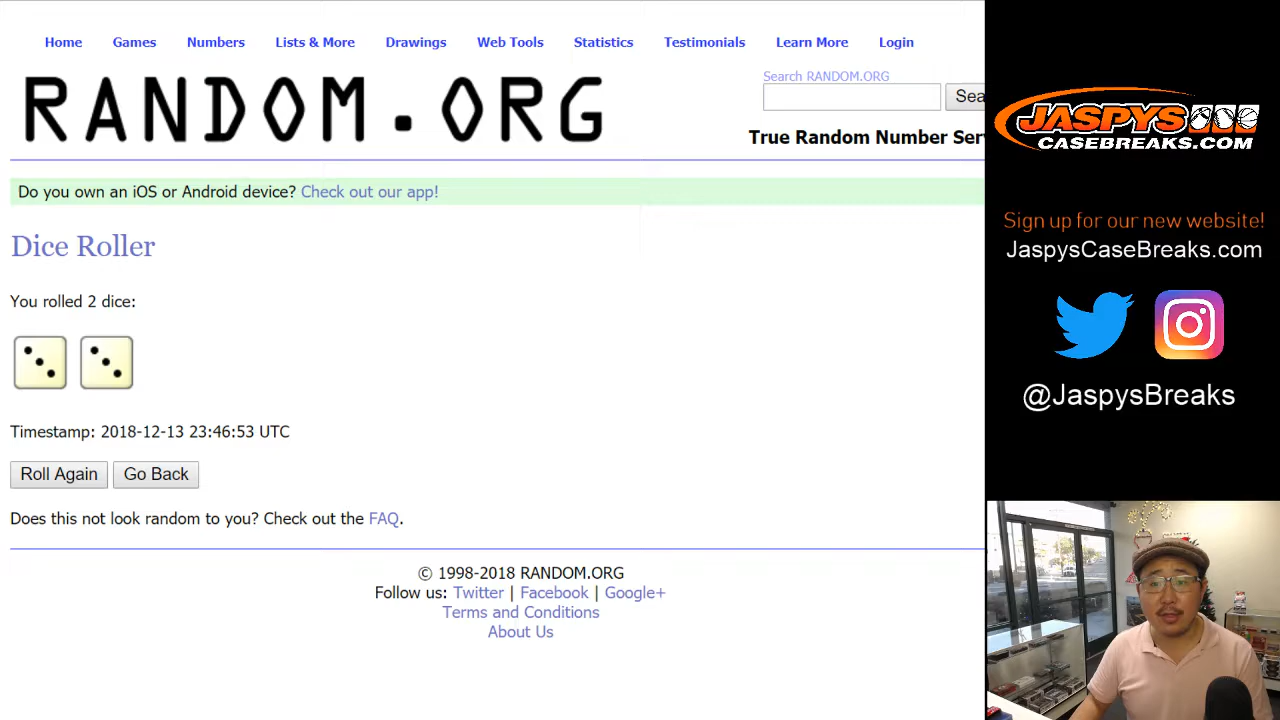 Home Games Numbers Lists & More Drawings Web Tools Statistics Testimonials Learn More Login
RANDOM.ORG
Search RANDOM.ORG
Sea
True Random Number Ser
Do you own an iOS or Android device? Check out our app!
Dice Roller
You rolled 2 dice:
Timestamp: 2018-12-13 23:46:53 UTC
Roll Again Go Back
Does this not look random to you? Check out the FAQ.
© 1998-2018 RANDOM.ORG
Follow us: Twitter | Facebook | Google+
Terms and Conditions
About Us
JASPYS
CASEBREAKS.COM
Sign up for our new website!
JaspysCaseBreaks.com
@JaspysBreaks